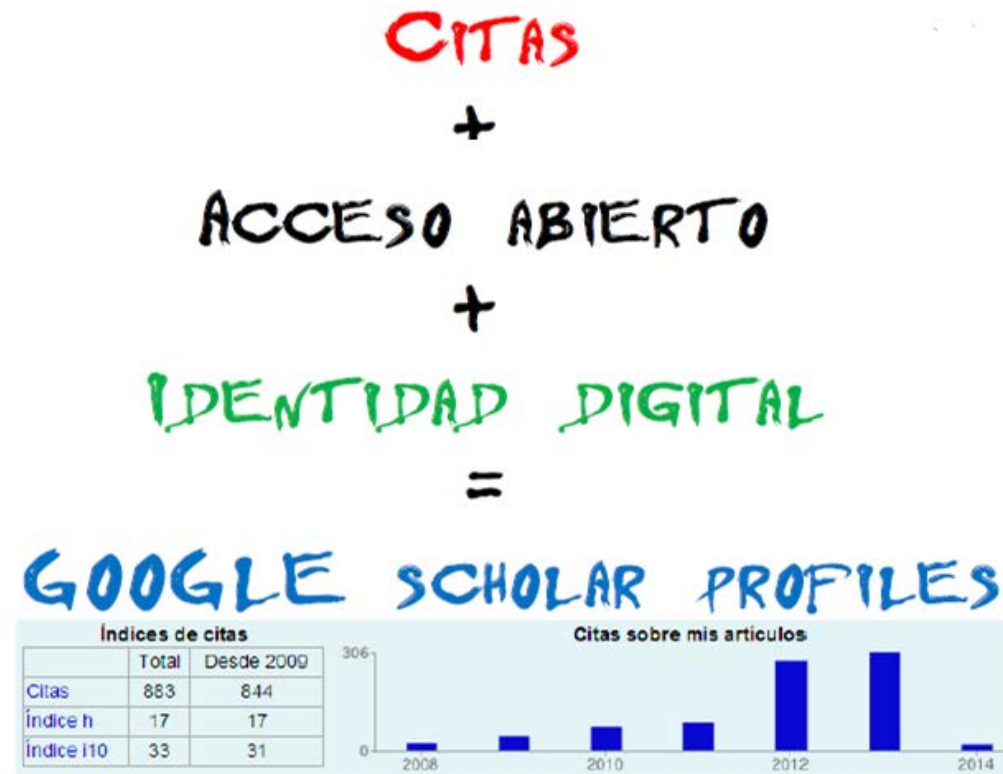 CITAS
+
ACCESO ABIERTO
+
IDENTIDAD DIGITAL
=
GOOGLE SCHOLAR PROFILES
Índices de citas
Total Desde 2009
Citas 883 844
Índice h 17 17
Índice i10 33 31
Citas sobre mis artículos
306
0
2008 2010 2012 2014